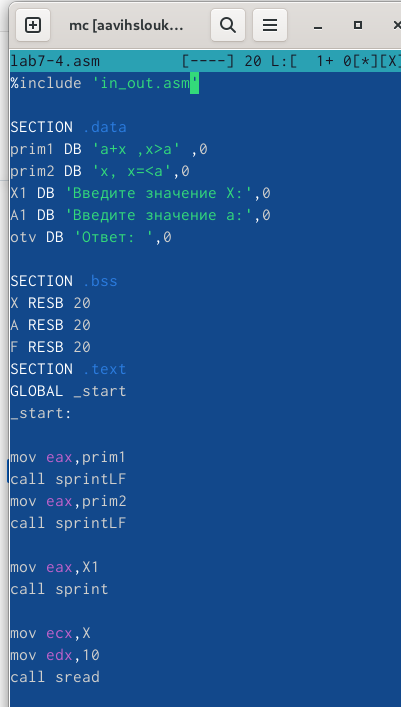 mc [aavihslouk…
lab7-4.asm [----] 20 L:[ 1+ 0[*][X]
%include 'in_out.asm'
SECTION .data
prim1 DB 'a+x ,x>a' ,0
prim2 DB 'x, x=<a',0
X1 DB 'Введите значение X:',0
A1 DB 'Введите значение a:',0
otv DB 'Ответ: ',0
SECTION .bss
X RESB 20
A RESB 20
F RESB 20
SECTION .text
GLOBAL _start
_start:
mov eax,prim1
call sprintLF
mov eax,prim2
call sprintLF
mov eax,X1
call sprint
mov ecx,X
mov edx,10
call sread